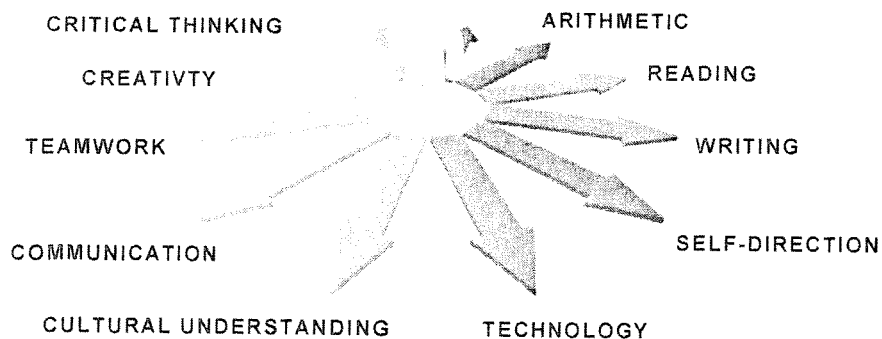 CRITICAL THINKING
ARITHMETIC
CREATIVTY
READING
TEAMWORK
WRITING
COMMUNICATION
SELF-DIRECTION
CULTURAL UNDERSTANDING
TECHNOLOGY